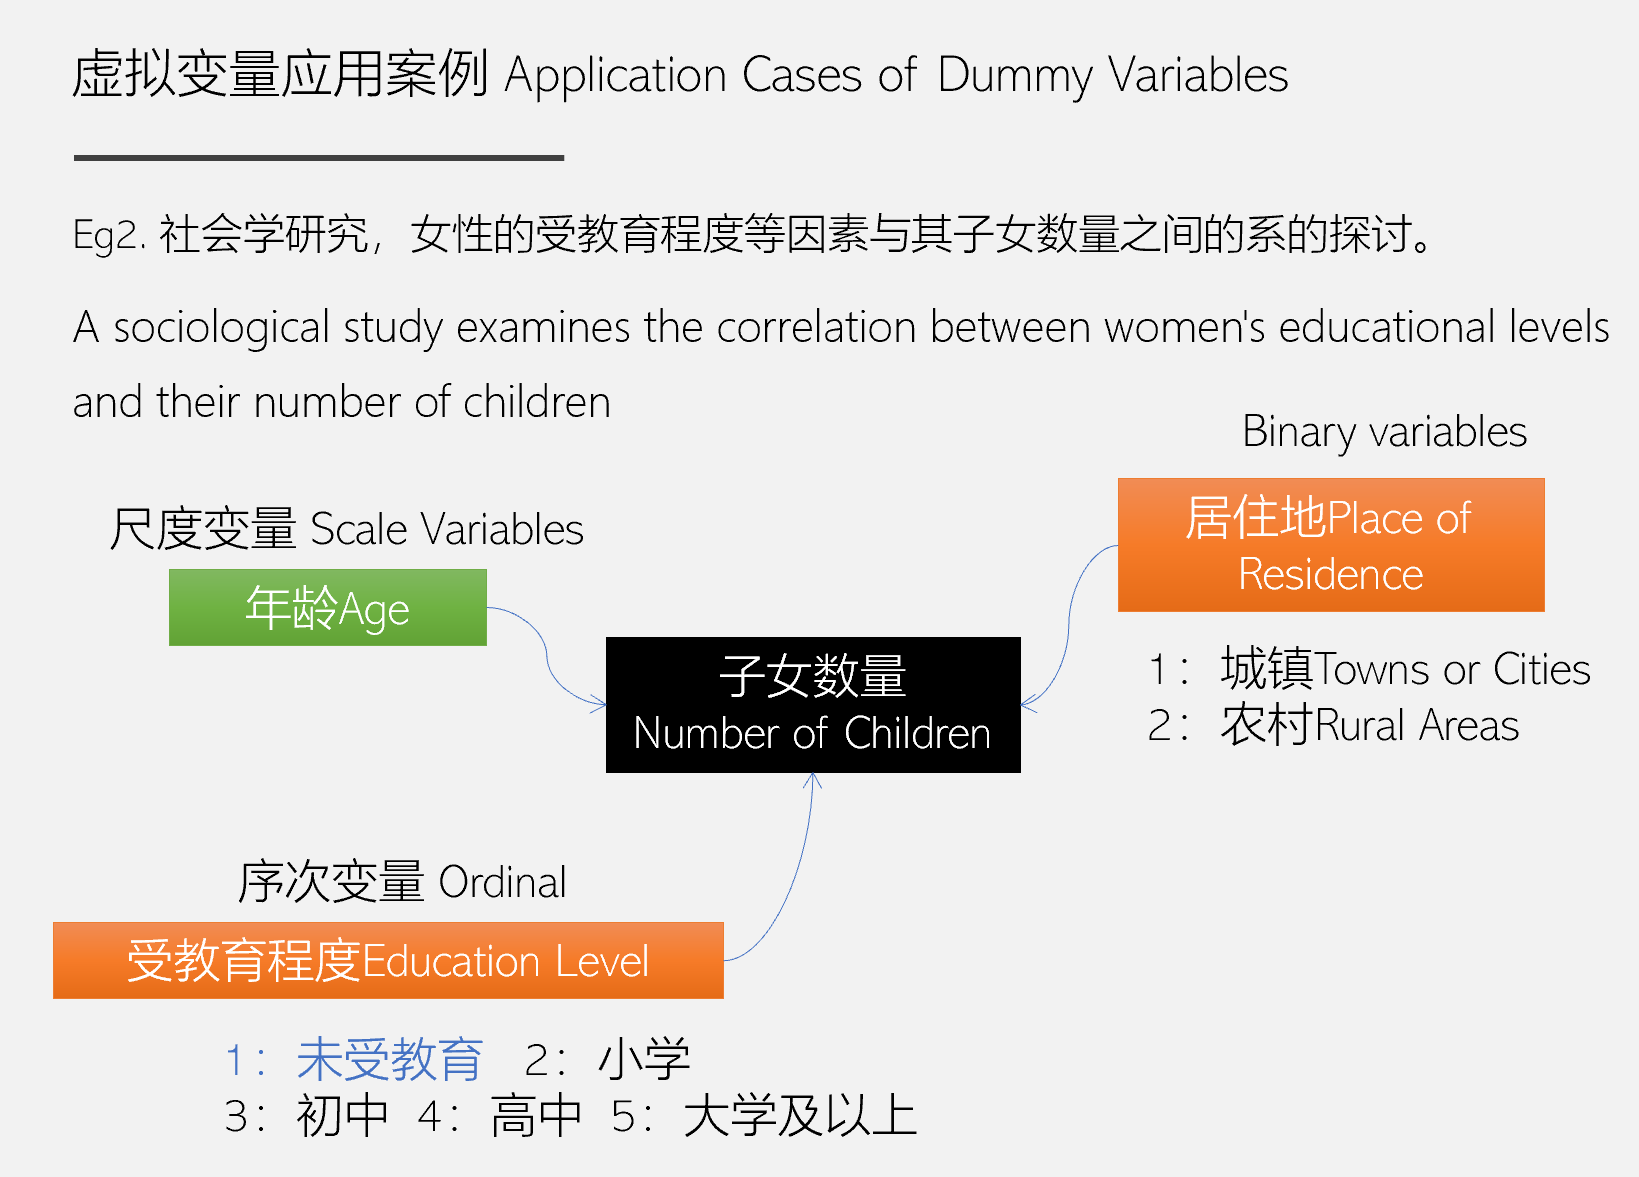 虚拟变量应用案例 Application Cases of Dummy Variables
Eg2. 社会学研究，女性的受教育程度等因素与其子女数量之间的系的探讨。
A sociological study examines the correlation between women's educational levels
and their number of children
Binary variables
居住地Place of
Residence
1：城镇Towns or Cities
2：农村Rural Areas
尺度变量 Scale Variables
年龄Age
子女数量
Number of Children
序次变量 Ordinal
受教育程度Education Level
1：未受教育 2：小学
3：初中 4：高中 5：大学及以上